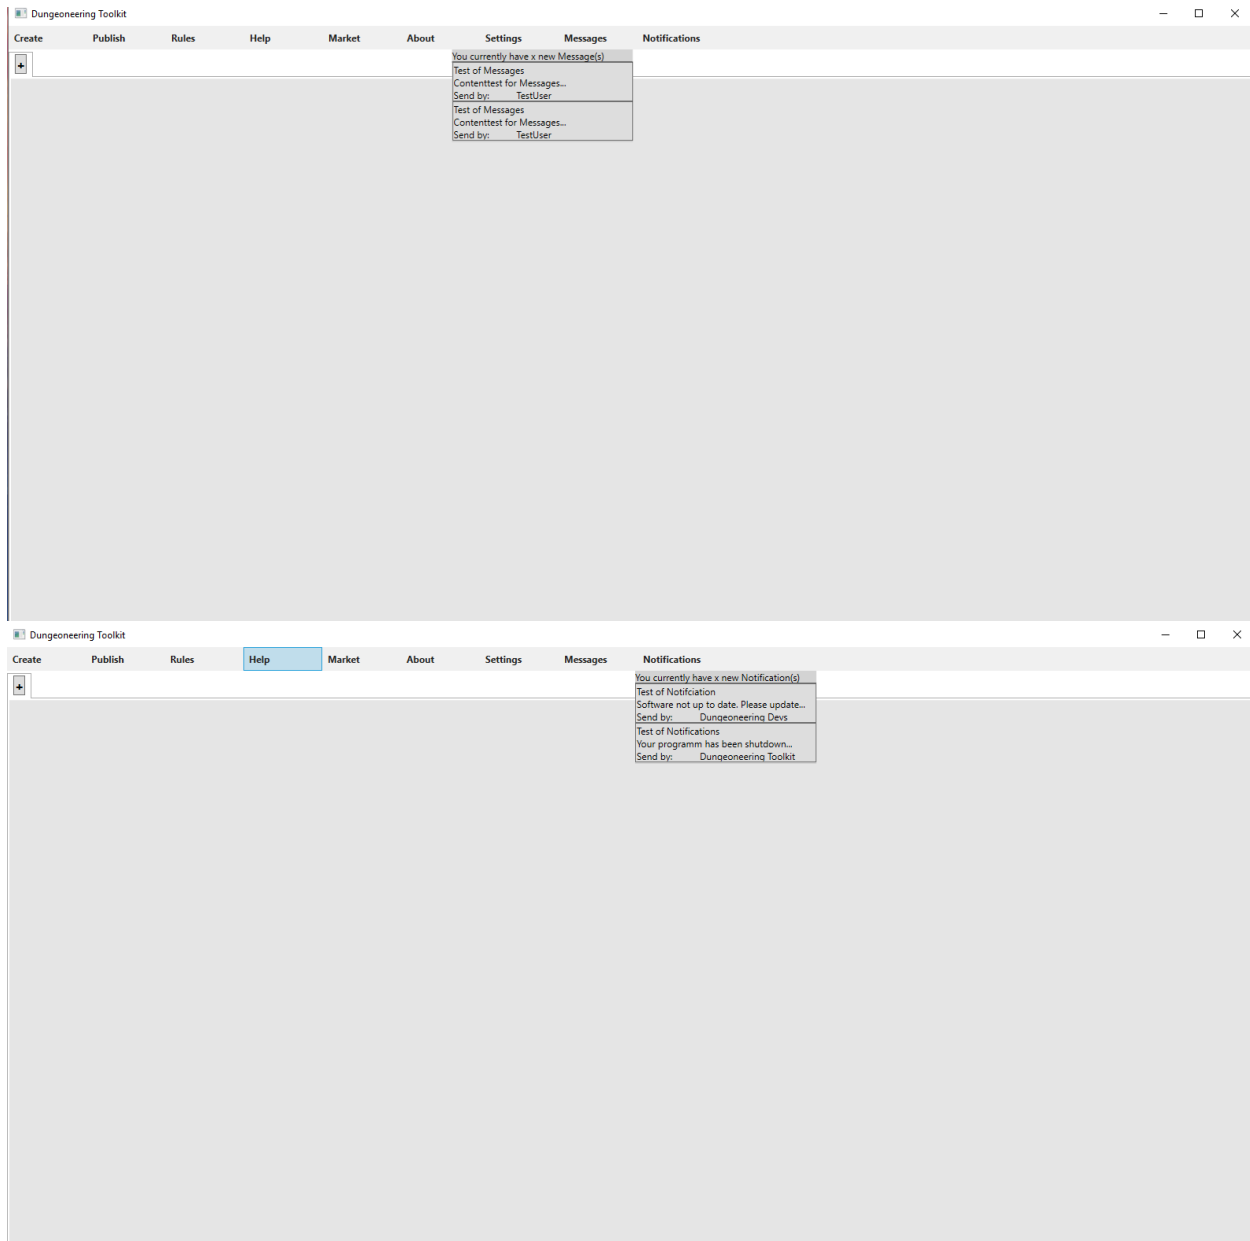 Dungeoneering Toolkit
Create Publish Rules Help Market About Settings Messages Notifications
You currently have x new Message(s)
+
Test of Messages
Contenttest for Messages...
Send by: TestUser
Test of Messages
Contenttest for Messages...
Send by: TestUser
Dungeoneering Toolkit
Create Publish Rules Help Market About Settings Messages Notifications
You currently have x new Notification(s)
+
Test of Notifciation
Software not up to date. Please update...
Send by: Dungeoneering Devs
Test of Notifications
Your programm has been shutdown...
Send by: Dungeoneering Toolkit